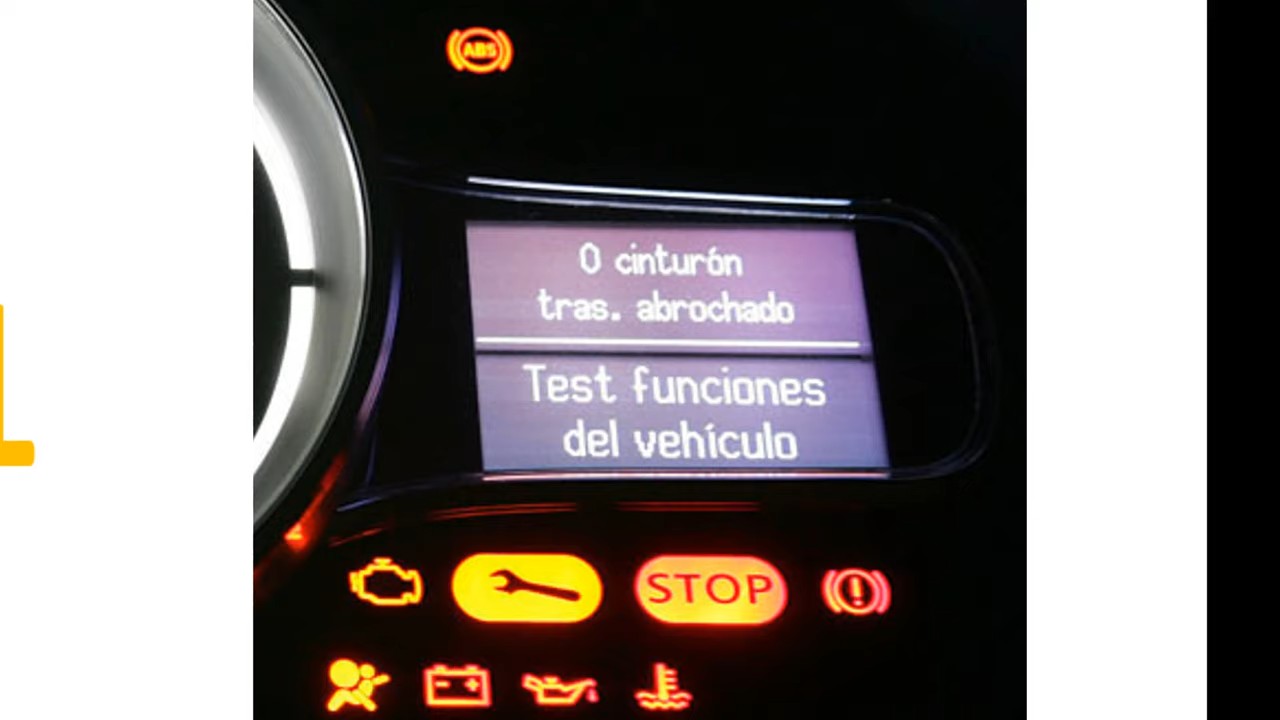 ABS
0 cinturón
tras. abrochado
Test funciones
del vehículo
STOP